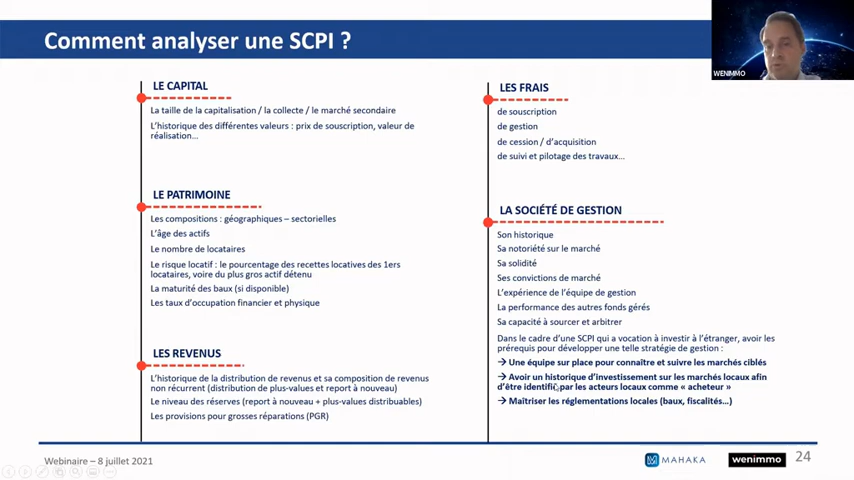 Comment analyser une SCPI ?
WENIMMO
LE CAPITAL
La taille de la capitalisation / la collecte / le marché secondaire
L'historique des différentes valeurs : prix de souscription, valeur de
réalisation...
LE PATRIMOINE
Les compositions : géographiques – sectorielles
L'âge des actifs
Le nombre de locataires
Le risque locatif : le pourcentage des recettes locatives des 1ers
locataires, voire du plus gros actif détenu
La maturité des baux (si disponible)
Les taux d'occupation financier et physique
LES REVENUS
L'historique de la distribution de revenus et sa composition de revenus
non récurrent (distribution de plus-values et report à nouveau)
Le niveau des réserves (report à nouveau + plus-values distribuables)
Les provisions pour grosses réparations (PGR)
LES FRAIS
de souscription
de gestion
de cession / d'acquisition
de suivi et pilotage des travaux...
LA SOCIÉTÉ DE GESTION
Son historique
Sa notoriété sur le marché
Sa solidité
Ses convictions de marché
L'expérience de l'équipe de gestion
La performance des autres fonds gérés
Sa capacité à sourcer et arbitrer
Dans le cadre d'une SCPI qui a vocation à investir à l'étranger, avoir les
prérequis pour développer une telle stratégie de gestion :
→ Une équipe sur place pour connaître et suivre les marchés ciblés
→ Avoir un historique d'investissement sur les marchés locaux afin
d'être identifié par les acteurs locaux comme « acheteur »
→ Maîtriser les réglementations locales (baux, fiscalités...)
Webinaire – 8 juillet 2021
MAHAKA
wenimmo
24